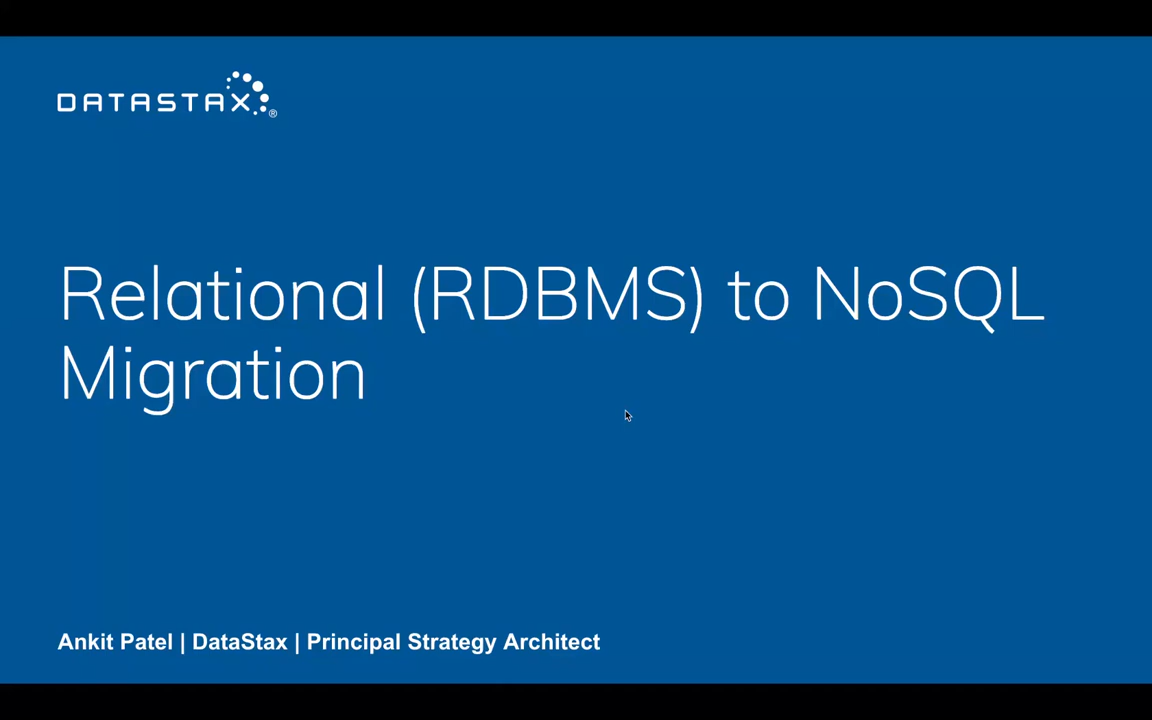 DATASTAX®
Relational (RDBMS) to NoSQL
Migration
Ankit Patel | DataStax | Principal Strategy Architect